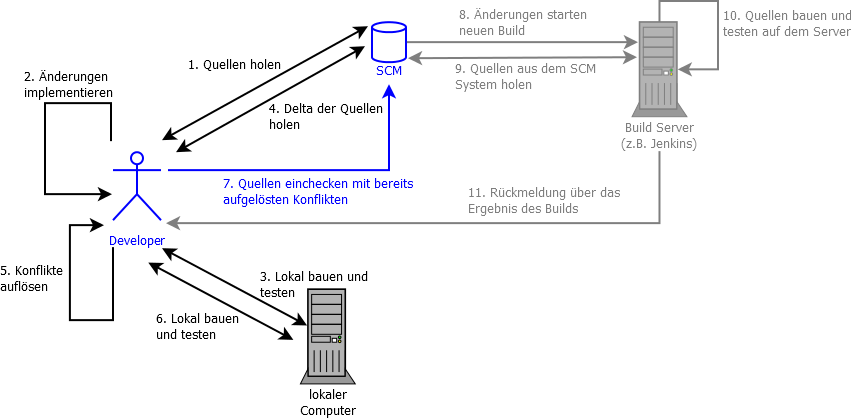 8. Änderungen starten
neuen Build
10. Quellen bauen und
testen auf dem Server
1. Quellen holen
SCM
9. Quellen aus dem SCM
System holen
2. Änderungen
implementieren
4. Delta der Quellen
holen
Build Server
(z.B. Jenkins)
7. Quellen einchecken mit bereits
aufgelösten Konflikten
11. Rückmeldung über das
Ergebnis des Builds
Developer
5. Konflikte
auflösen
3. Lokal bauen und
testen
6. Lokal bauen
und testen
lokaler
Computer